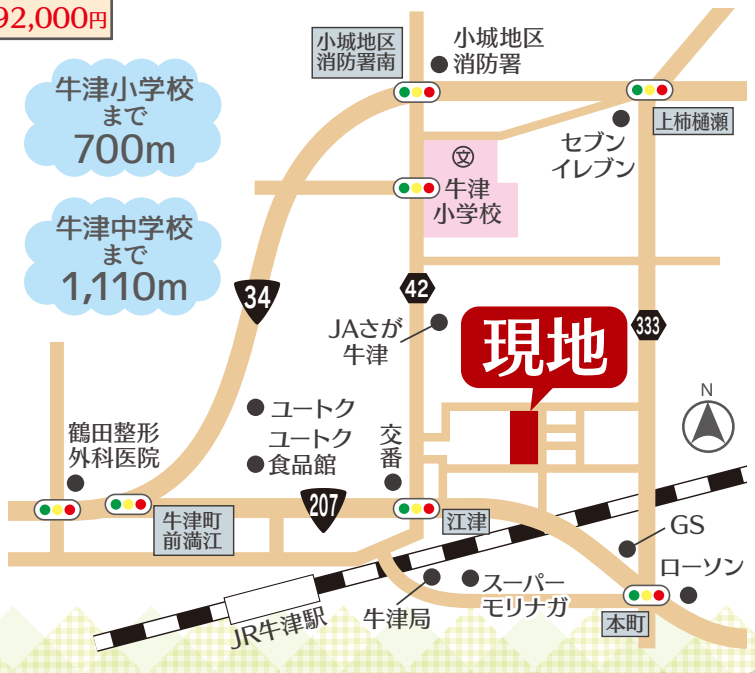 92,000円
小城地区
消防署南
小城地区
消防署
牛津小学校
まで
700m
上柿樋瀬
セブン
イレブン
文
牛津
小学校
牛津中学校
まで
1,110m
34
42
333
JAさが
牛津
現地
N
ユートク
ユートク
食品館
交番
鶴田整形
外科医院
207
牛津町
前満江
江津
GS
ローソン
スーパー
モリナガ
牛津局
JR牛津駅
本町